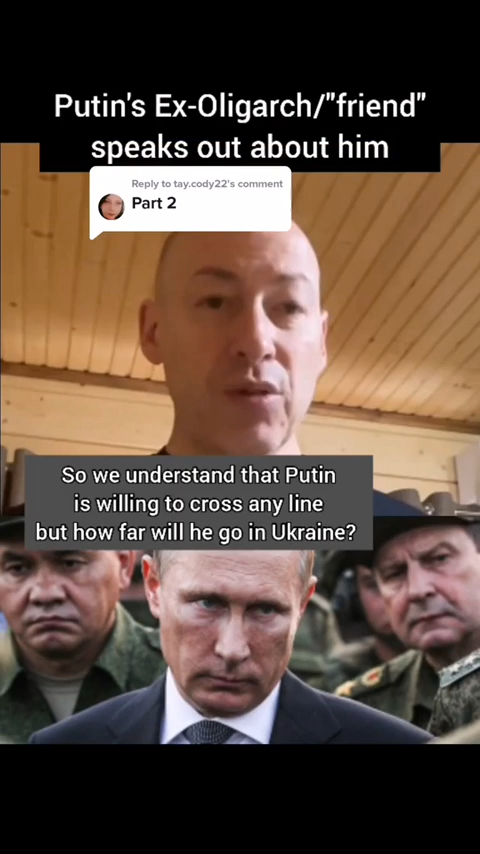 Putin's Ex-Oligarch/"friend"
speaks out about him
Reply to tay.cody22's comment
Part 2
So we understand that Putin
is willing to cross any line
but how far will he go in Ukraine?